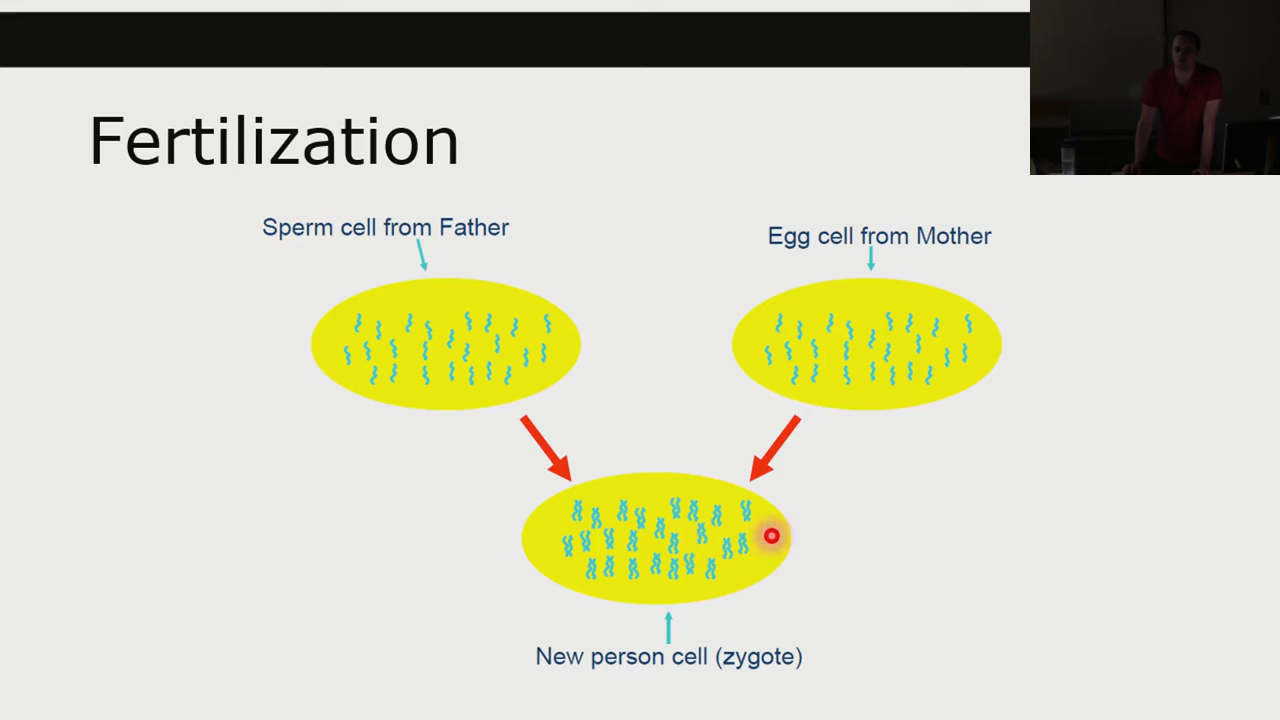 Fertilization
Sperm cell from Father
Egg cell from Mother
New person cell (zygote)